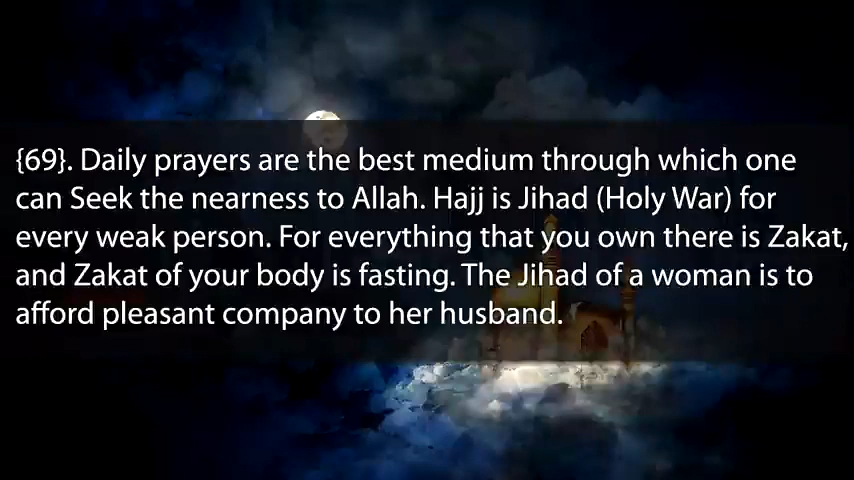 {69}. Daily prayers are the best medium through which one
can Seek the nearness to Allah. Hajj is Jihad (Holy War) for
every weak person. For everything that you own there is Zakat,
and Zakat of your body is fasting. The Jihad of a woman is to
afford pleasant company to her husband.